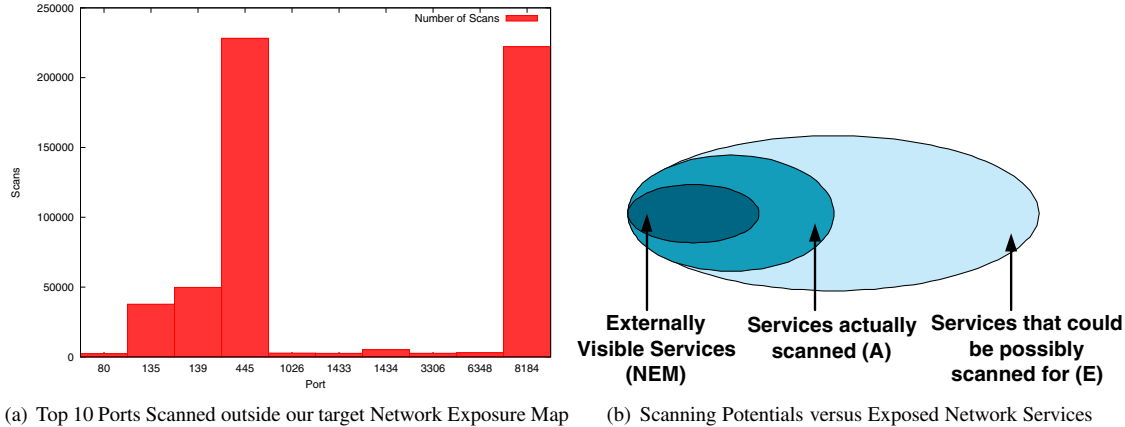 250000
200000
150000
100000
50000
0
Scans
Number of Scans
80 135 139 445 1026 1433 1434 3306 6348 8184
Port
(a) Top 10 Ports Scanned outside our target Network Exposure Map
Externally
Visible Services
(NEM)
Services actually
scanned (A)
Services that could
be possibly
scanned for (E)
(b) Scanning Potentials versus Exposed Network Services